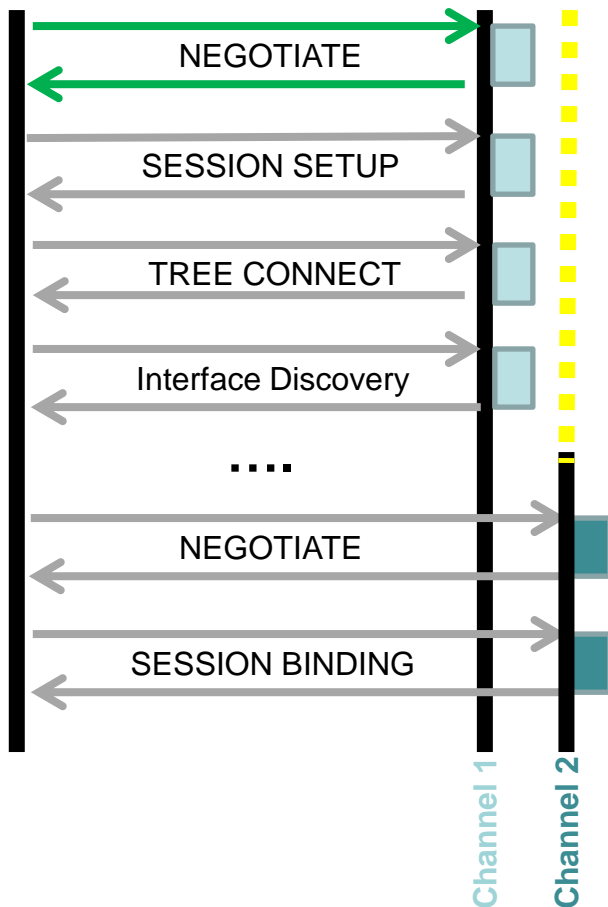 NEGOTIATE
SESSION SETUP
TREE CONNECT
Interface Discovery
....
NEGOTIATE
SESSION BINDING
Channel 1
Channel 2